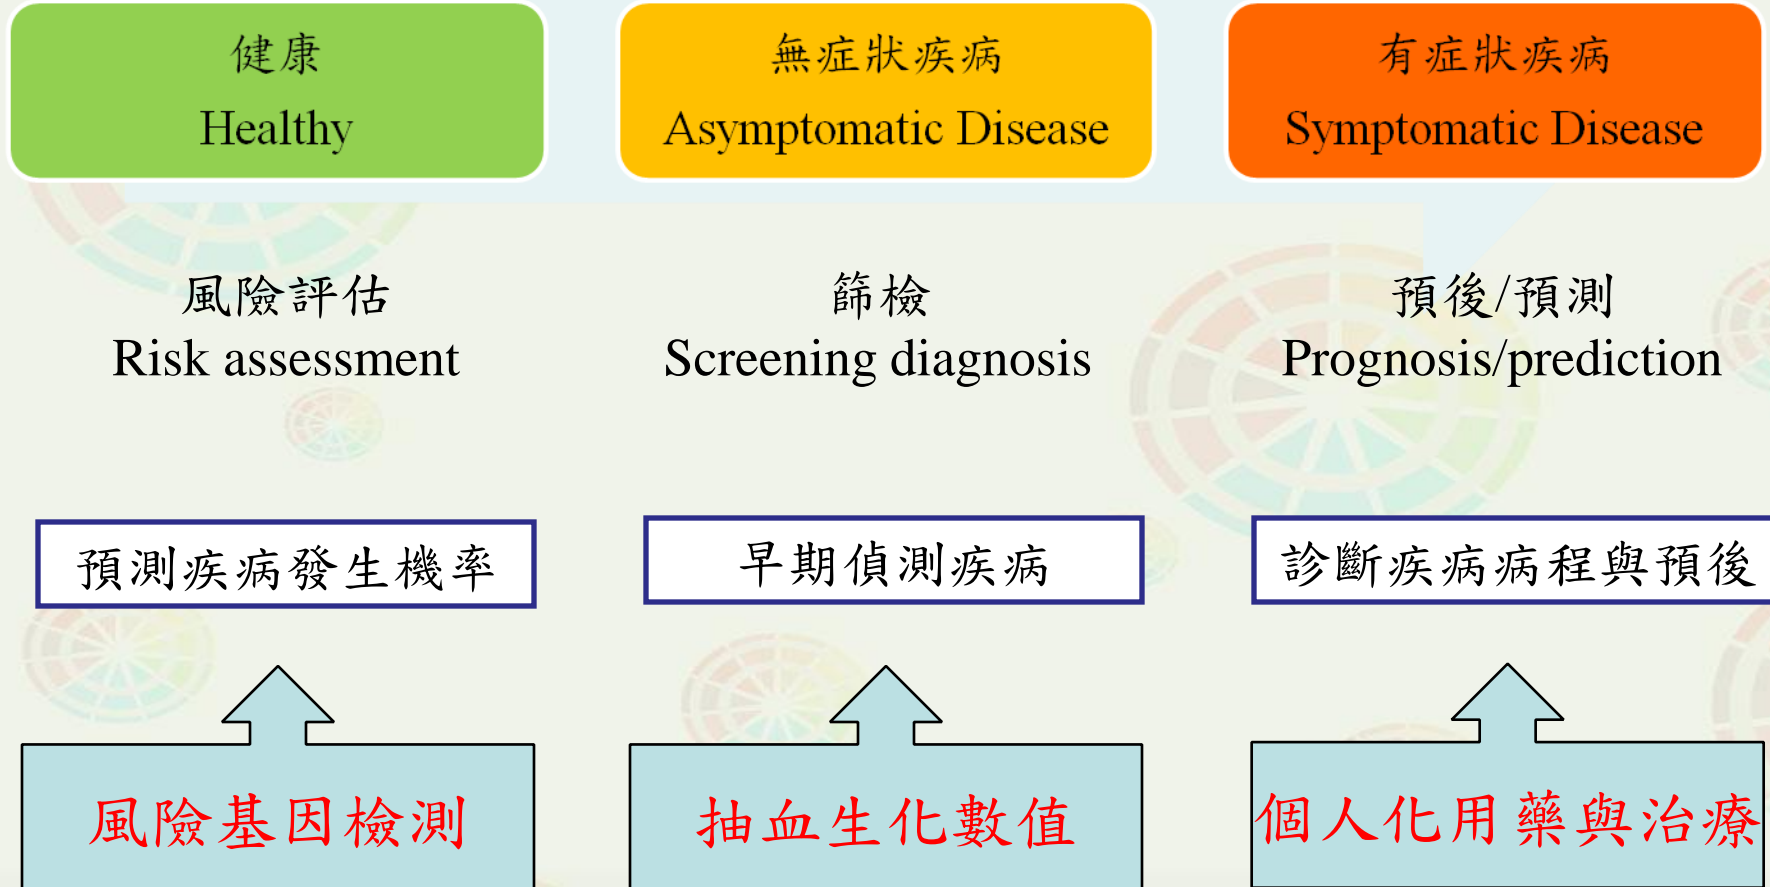 健康
Healthy
無症狀疾病
Asymptomatic Disease
有症狀疾病
Symptomatic Disease
風險評估
Risk assessment
篩檢
Screening diagnosis
預後/預測
Prognosis/prediction
預測疾病發生機率
早期偵測疾病
診斷疾病病程與預後
風險基因檢測
抽血生化數值
個人化用藥與治療